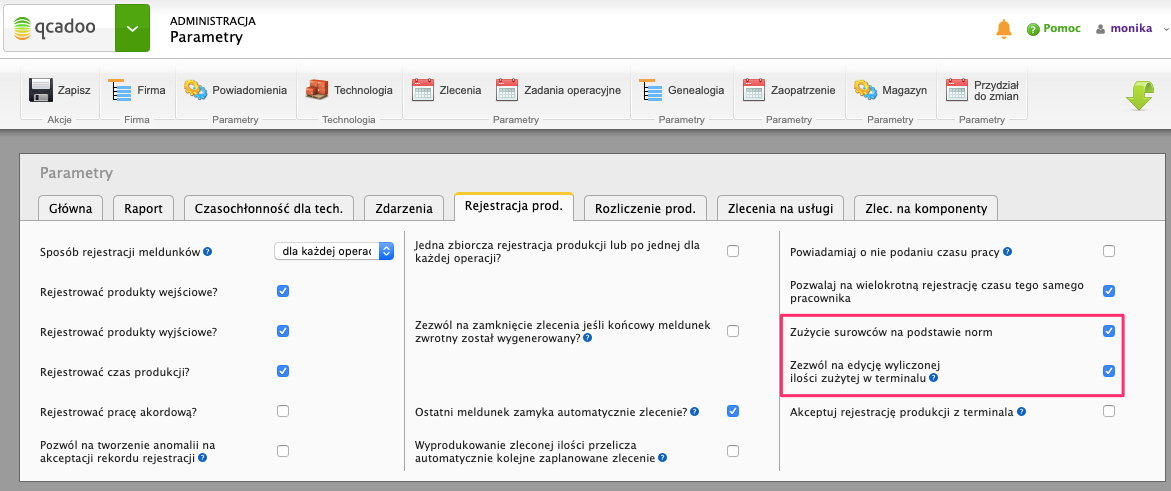 qcadoo
ADMINISTRACJA
Parametry
Pomoc
monika
Zapisz
Firma
Powiadomienia
Technologia
Zlecenia
Zadania operacyjne
Genealogia
Zaopatrzenie
Magazyn
Przydział
do zmian
Akcje
Firma
Parametry
Technologia
Parametry
Parametry
Parametry
Parametry
Parametry
Parametry
Główna
Raport
Czasochłonność dla tech.
Zdarzenia
Rejestracja prod.
Rozliczenie prod.
Zlecenia na usługi
Zlec. na komponenty
Sposób rejestracji meldunków ?
dla każdej operac
Rejestrować produkty wejściowe?
Rejestrować produkty wyjściowe?
Rejestrować czas produkcji?
Rejestrować pracę akordową?
Pozwól na tworzenie anomalii na
akceptacji rekordu rejestracji ?
Jedna zbiorcza rejestracja produkcji lub po jednej dla
każdej operacji?
Zezwól na zamknięcie zlecenia jeśli końcowy meldunek
zwrotny został wygenerowany? ?
Ostatni meldunek zamyka automatycznie zlecenie? ?
Wyprodukowanie zleconej ilości przelicza
automatycznie kolejne zaplanowane zlecenie ?
Powiadamiaj o nie podaniu czasu pracy ?
Pozwalaj na wielokrotną rejestrację czasu tego samego
pracownika
Zużycie surowców na podstawie norm
Zezwól na edycję wyliczonej
ilości zużytej w terminalu ?
Akceptuj rejestrację produkcji z terminala ?